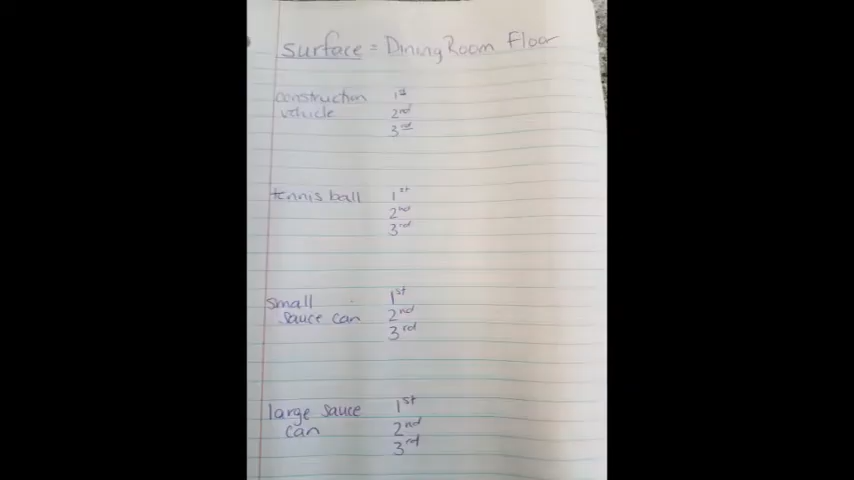 surface = Dining Room Floor
construction 1st
vehicle 2nd
3rd
tennis ball 1st
2nd
3rd
small 1st
sauce can 2nd
3rd
large sauce 1st
can 2nd
3rd